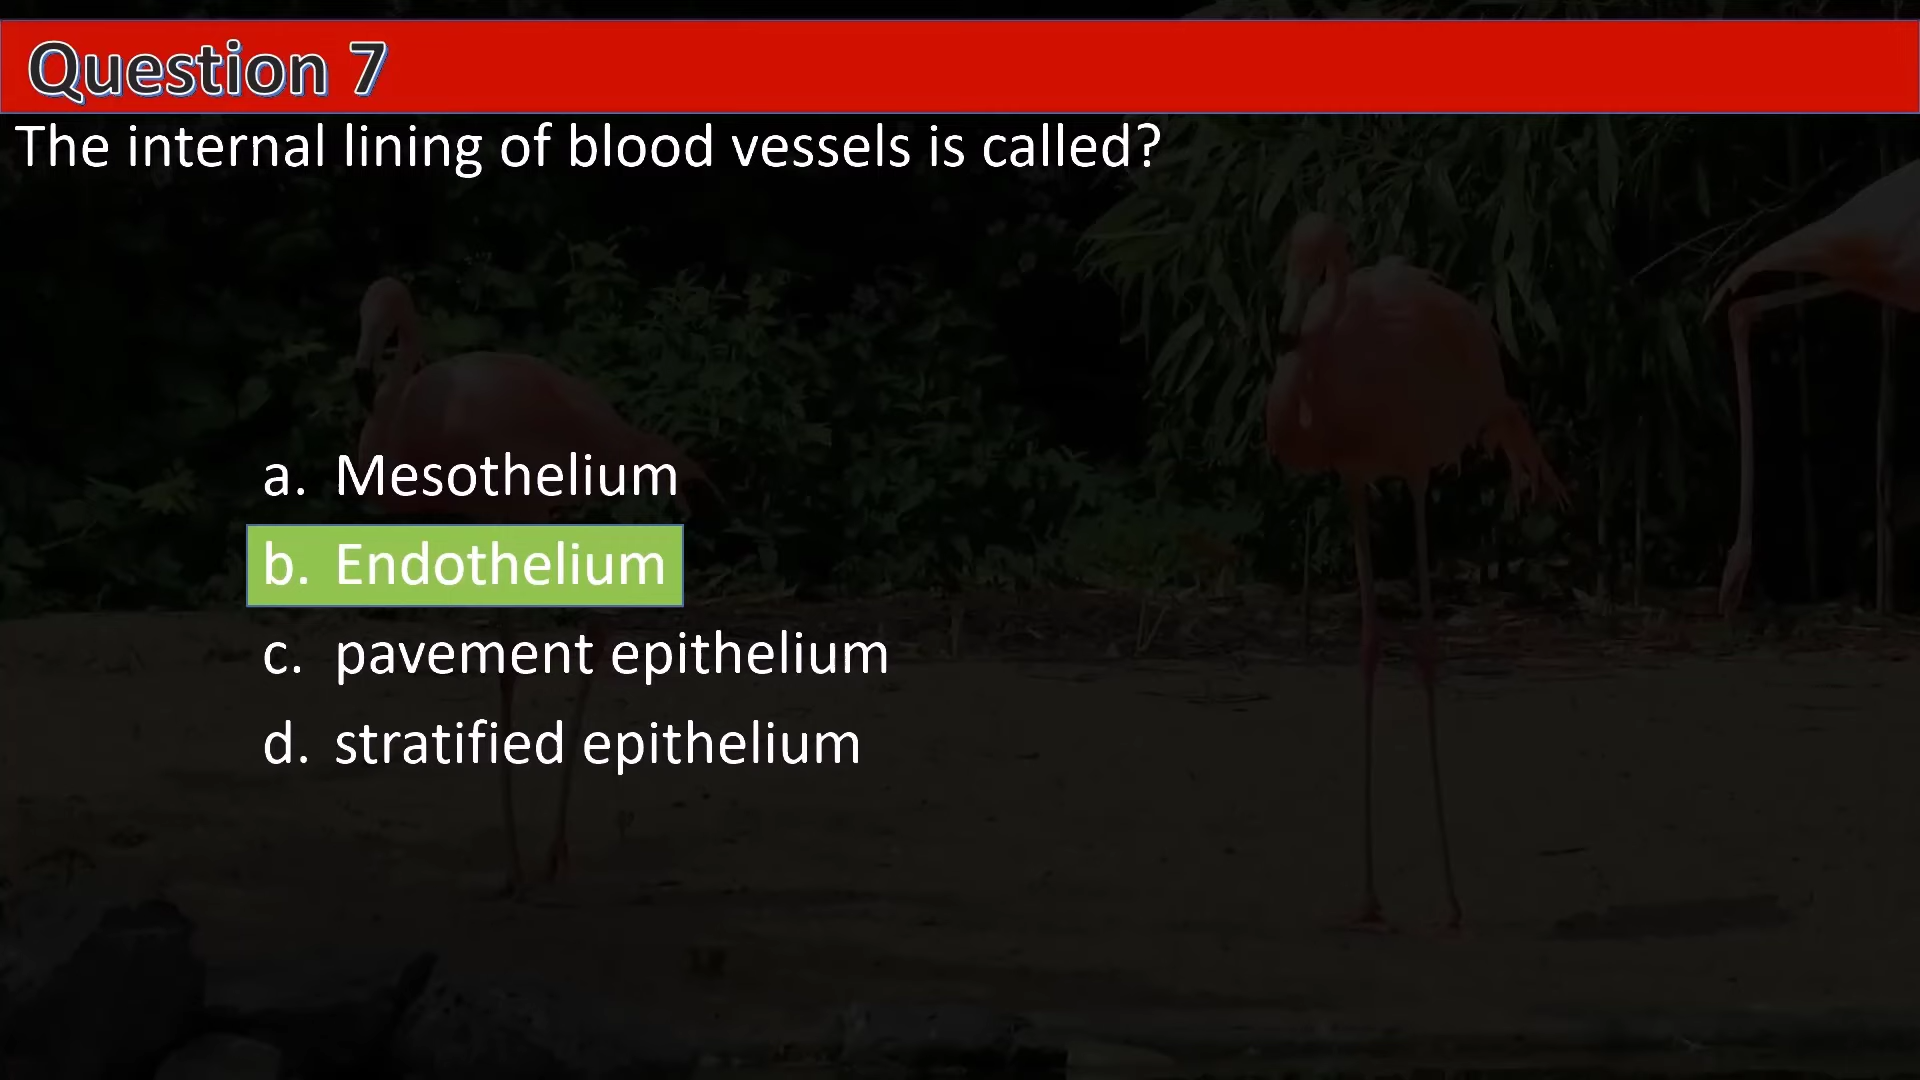 Question 7
The internal lining of blood vessels is called?
a. Mesothelium
b. Endothelium
c. pavement epithelium
d. stratified epithelium